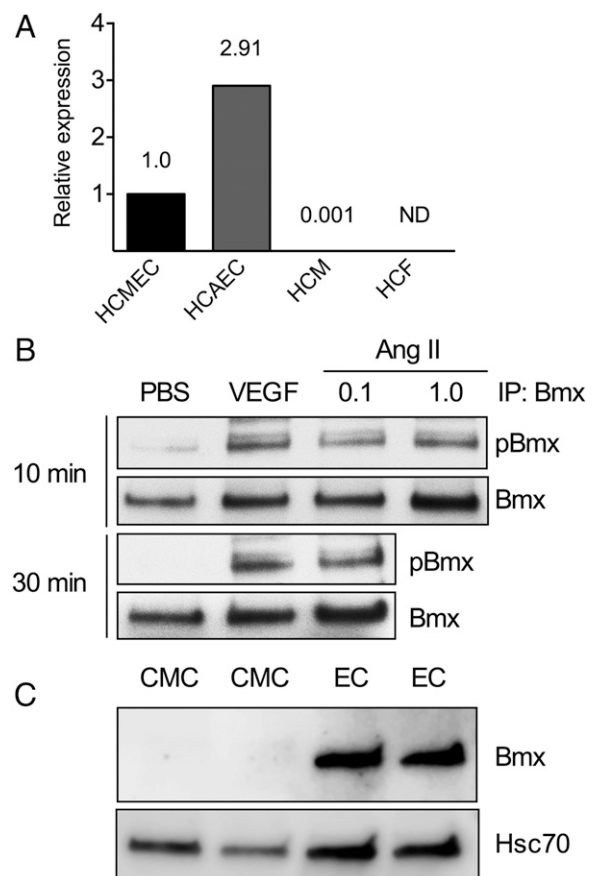 A
Relative expression
4
3
2
1
1.0
2.91
0.001
ND
HCMEC
HCAEC
HCM
HCF
B
Ang II
PBS VEGF 0.1 1.0 IP: Bmx
10 min
pBmx
Bmx
30 min
pBmx
Bmx
C
CMC CMC EC EC
Bmx
Hsc70